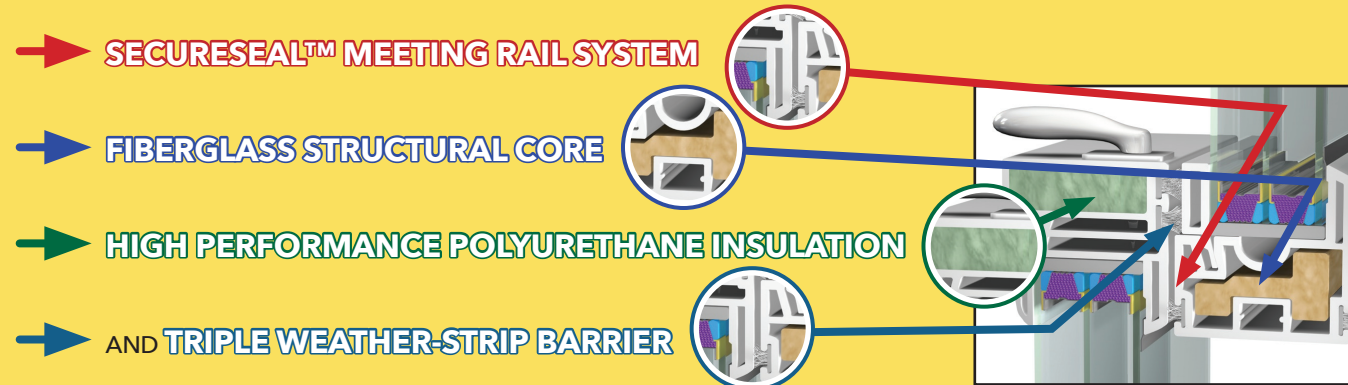 SECURESEAL™ MEETING RAIL SYSTEM
FIBERGLASS STRUCTURAL CORE
HIGH PERFORMANCE POLYURETHANE INSULATION
AND TRIPLE WEATHER-STRIP BARRIER